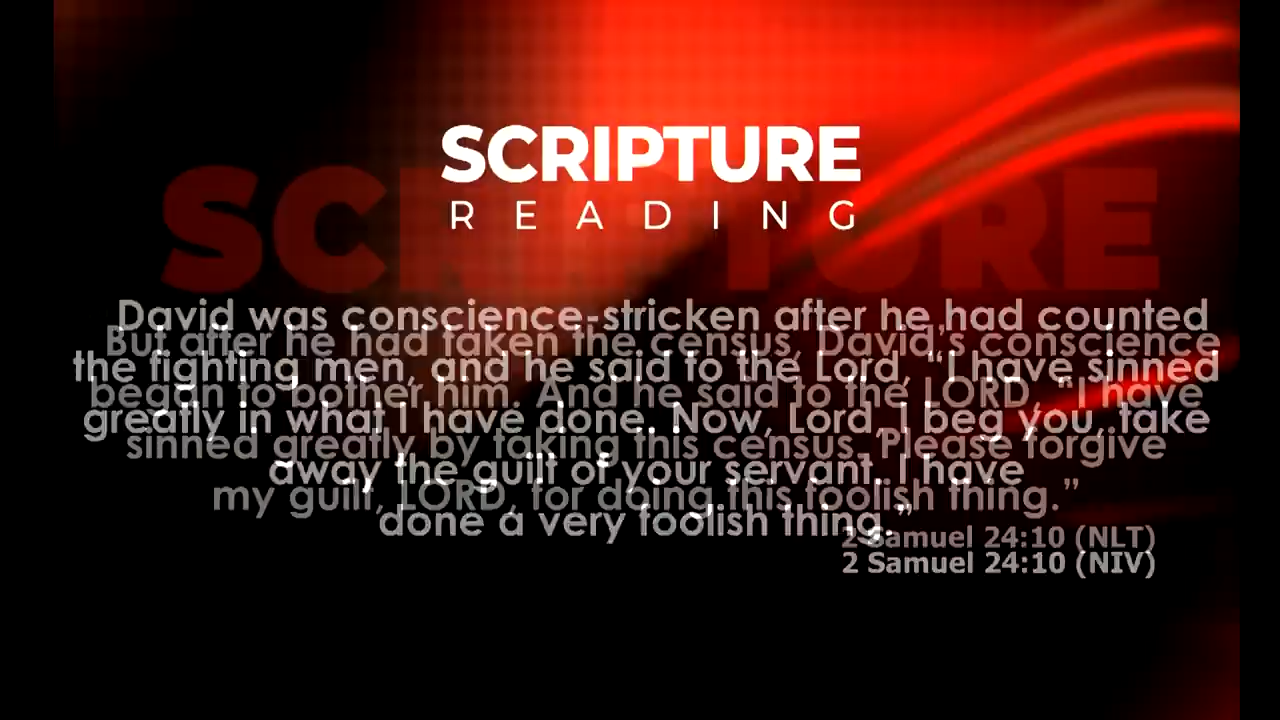 SCRIPTURE
READING
SCRIPTURE
David was conscience-stricken after he had counted
the fighting men, and he said to the Lord, “I have sinned
greatly in what I have done. Now, Lord, I beg you, take
away the guilt of your servant. I have
done a very foolish thing.”
2 Samuel 24:10 (NIV)
But after he had taken the census, David’s conscience
began to bother him. And he said to the LORD, “I have
sinned greatly by taking this census. Please forgive
my guilt, LORD, for doing this foolish thing.”
2 Samuel 24:10 (NLT)